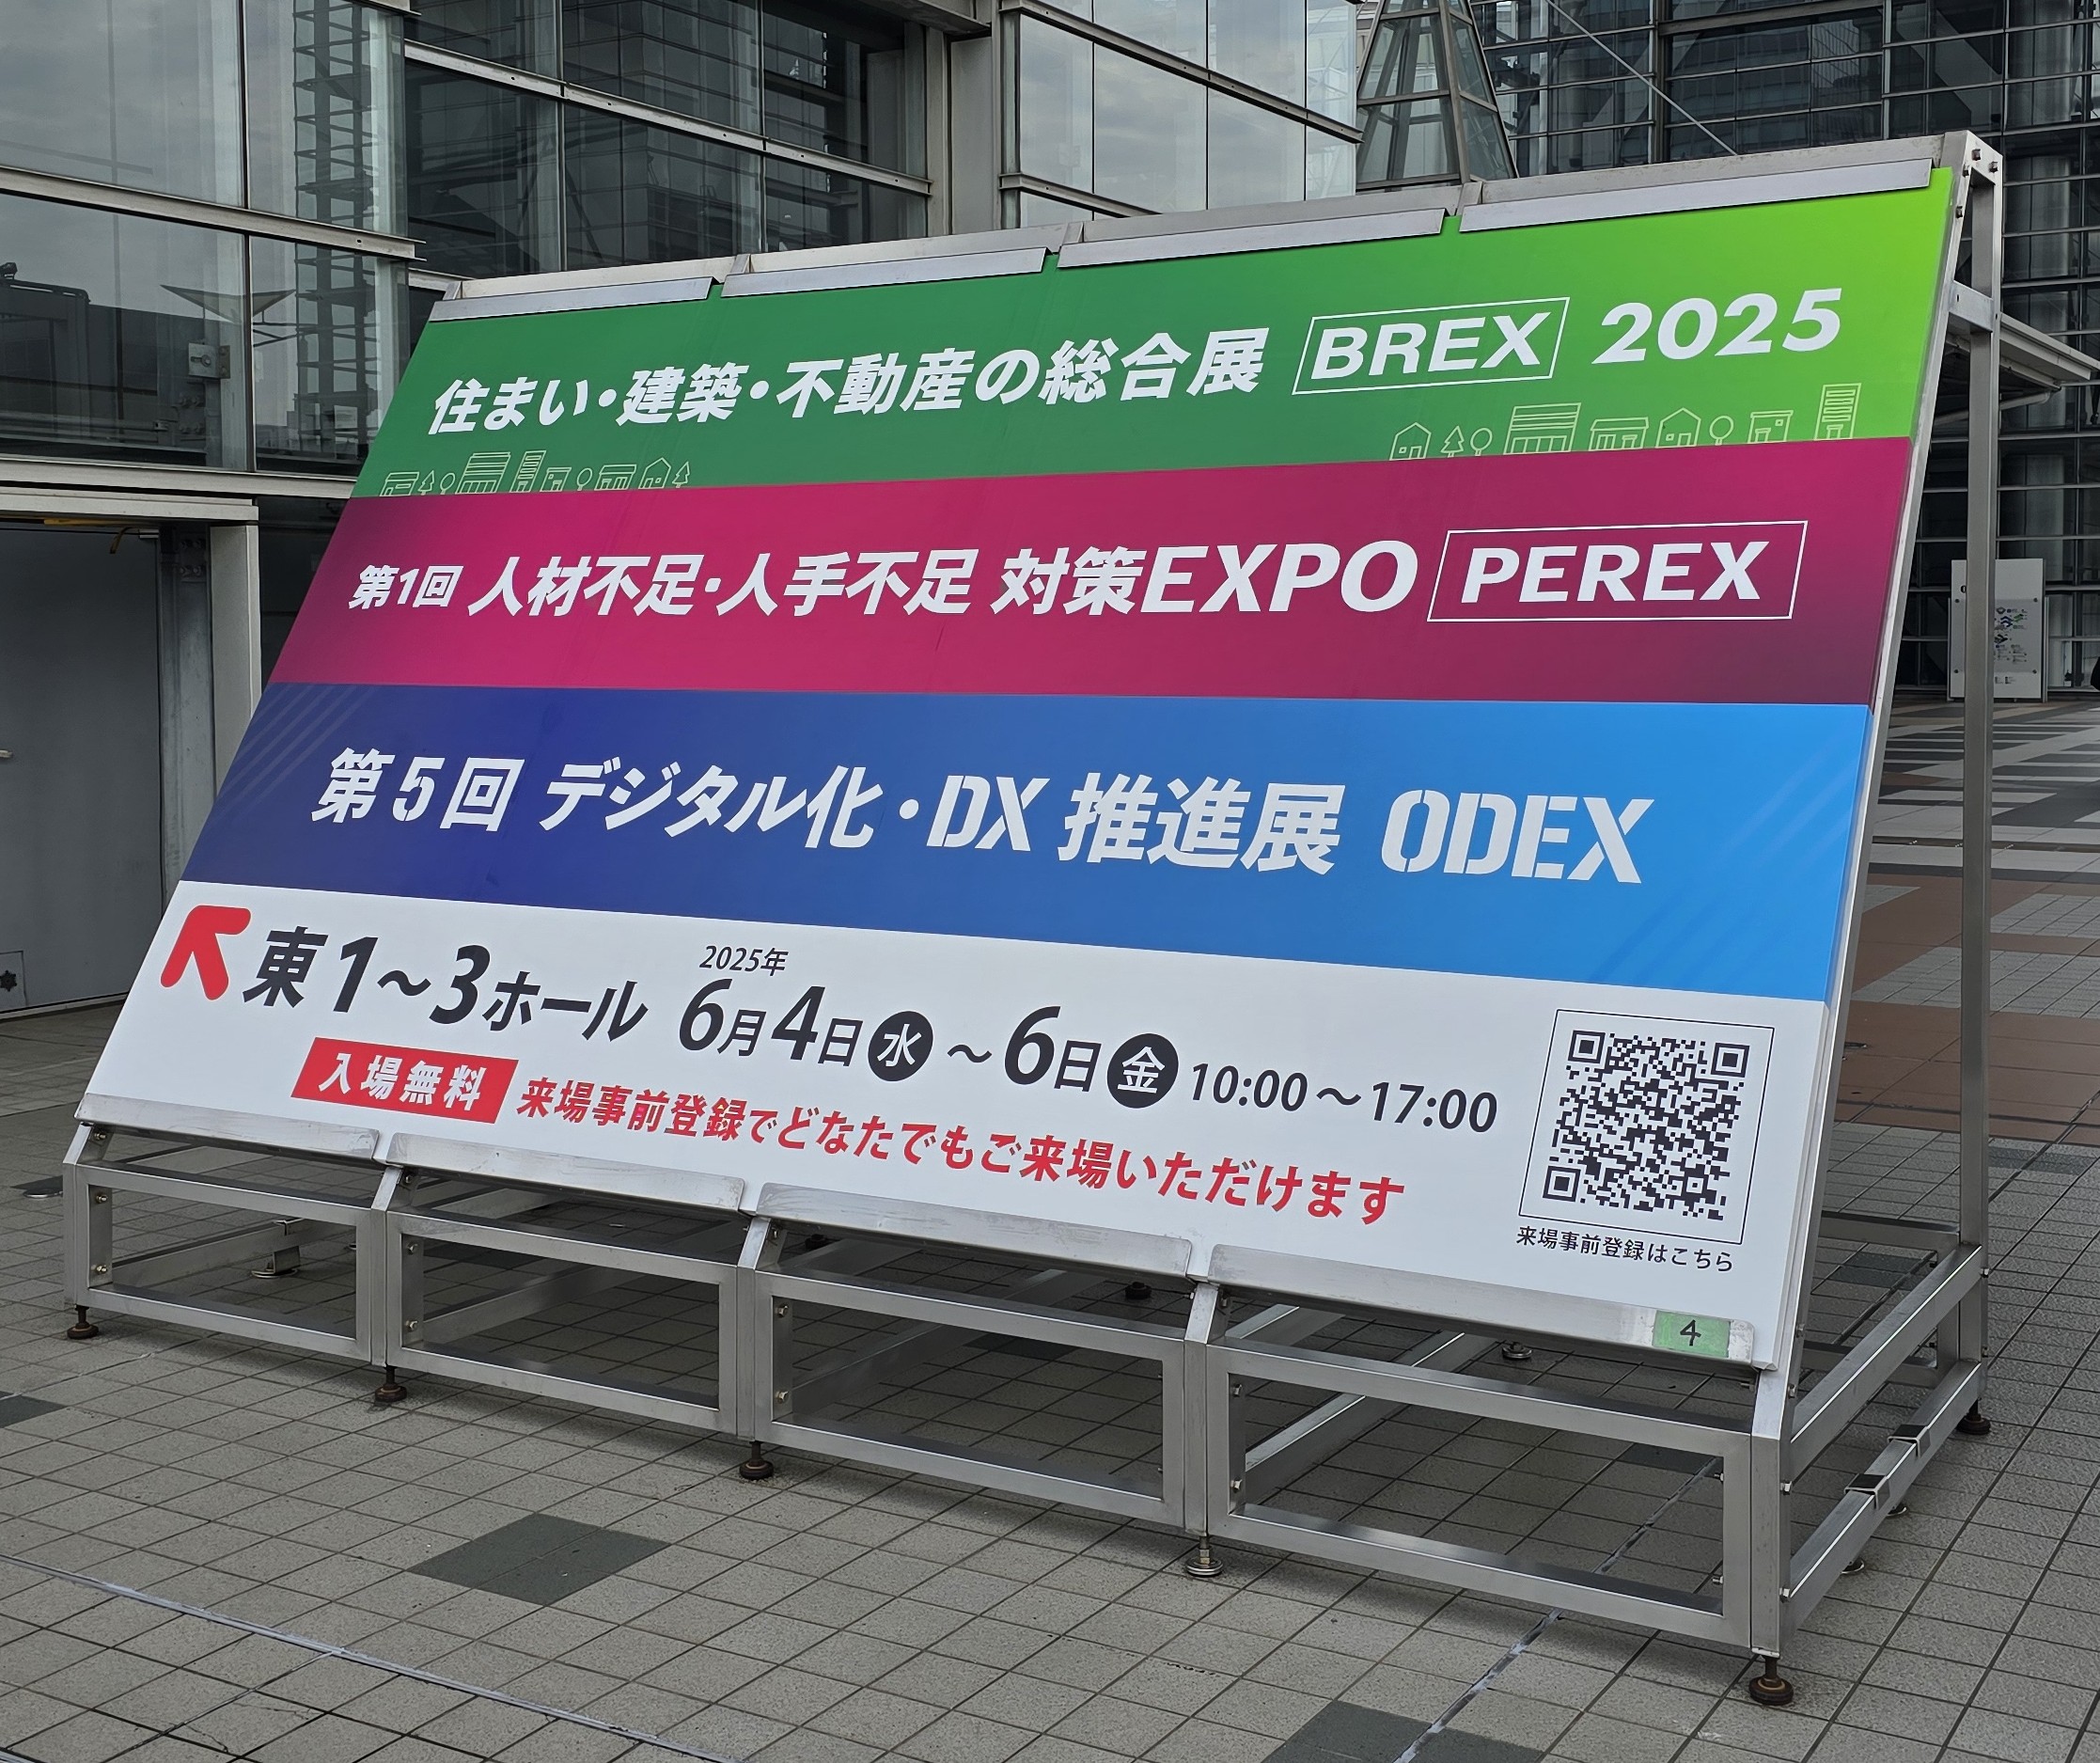 住まい・建築・不動産の総合展 BREX 2025
第1回 人材不足・人手不足 対策EXPO PEREX
第5回 デジタル化・DX 推進展 ODEX
東1～3ホール 2025年 6月4日水～6日金 10:00～17:00
入場無料 来場事前登録でどなたでもご来場いただけます
来場事前登録はこちら
4